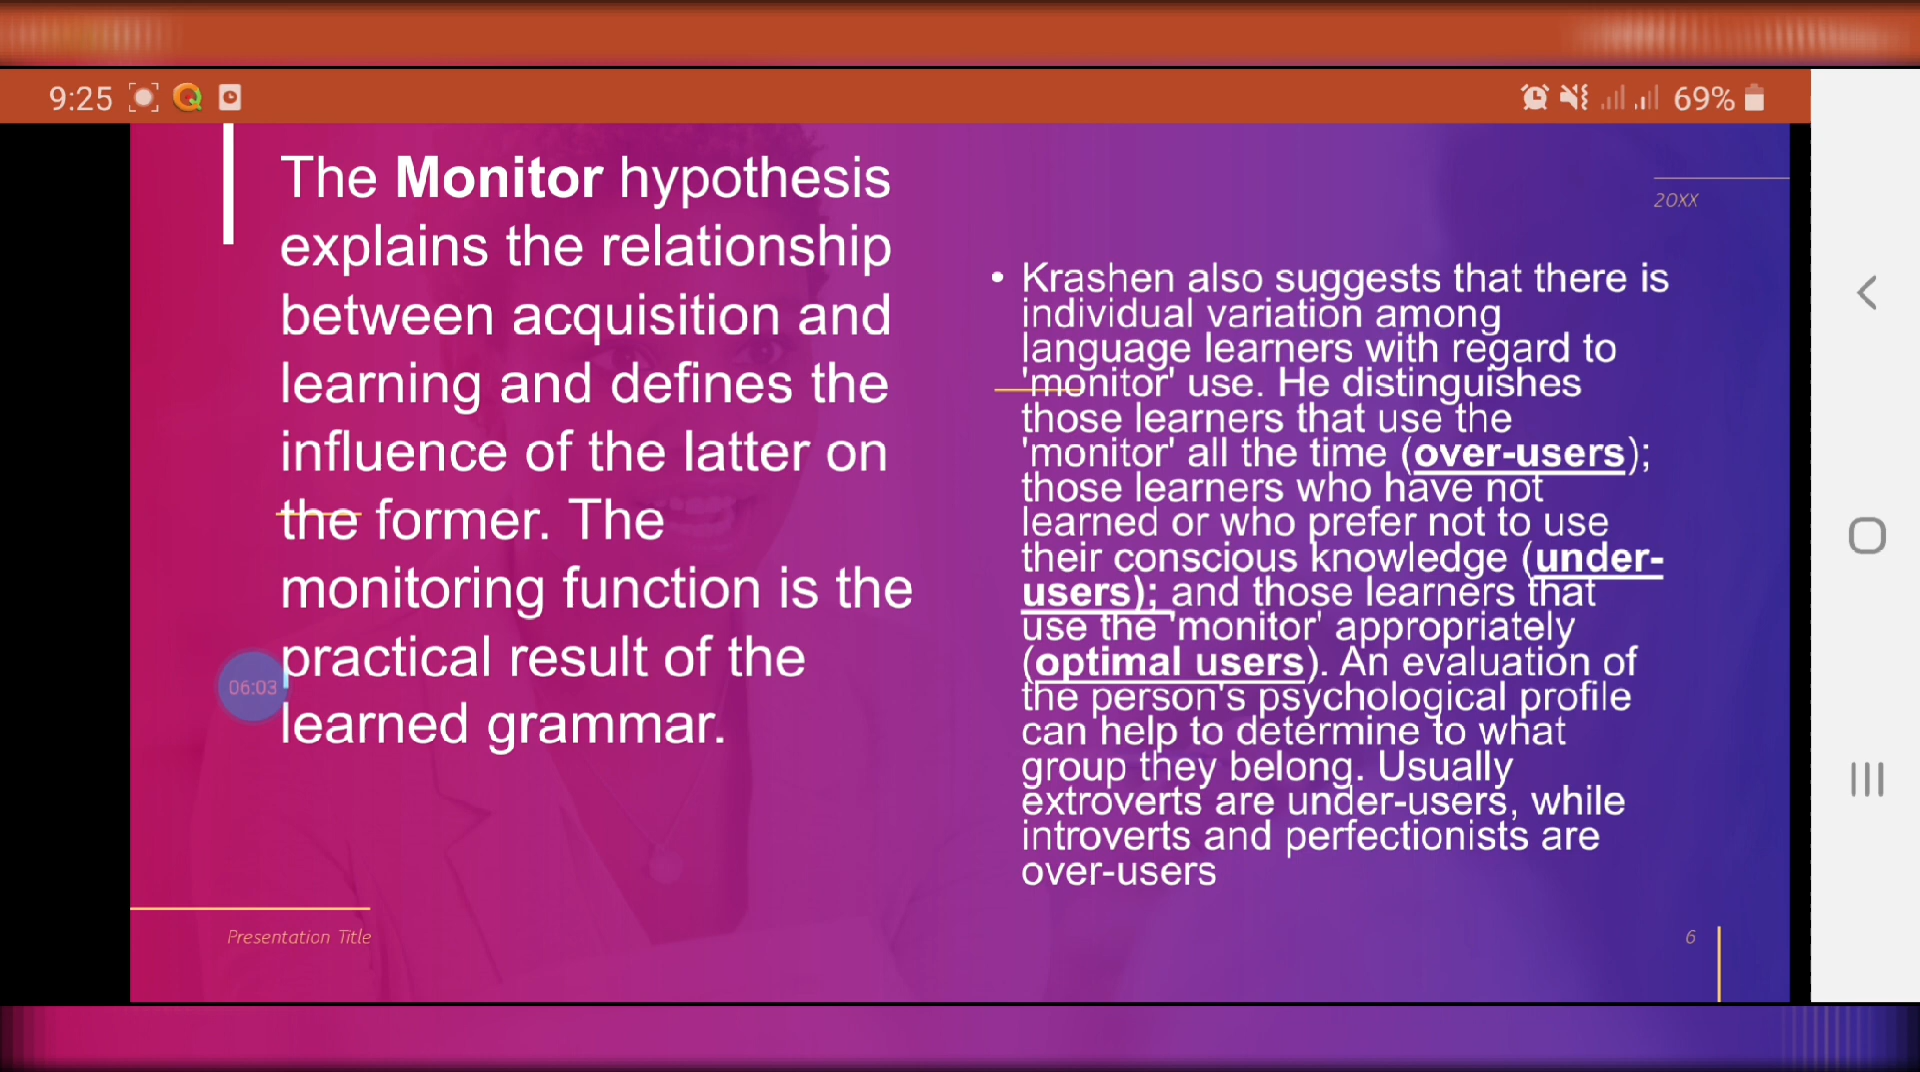 9:25
69%
The Monitor hypothesis
explains the relationship
between acquisition and
learning and defines the
influence of the latter on
the former. The
monitoring function is the
practical result of the
learned grammar.
06:03
20XX
• Krashen also suggests that there is
individual variation among
language learners with regard to
'monitor' use. He distinguishes
those learners that use the
'monitor' all the time (over-users);
those learners who have not
learned or who prefer not to use
their conscious knowledge (under-
users); and those learners that
use the 'monitor' appropriately
(optimal users). An evaluation of
the person's psychological profile
can help to determine to what
group they belong. Usually
extroverts are under-users, while
introverts and perfectionists are
over-users
Presentation Title
6